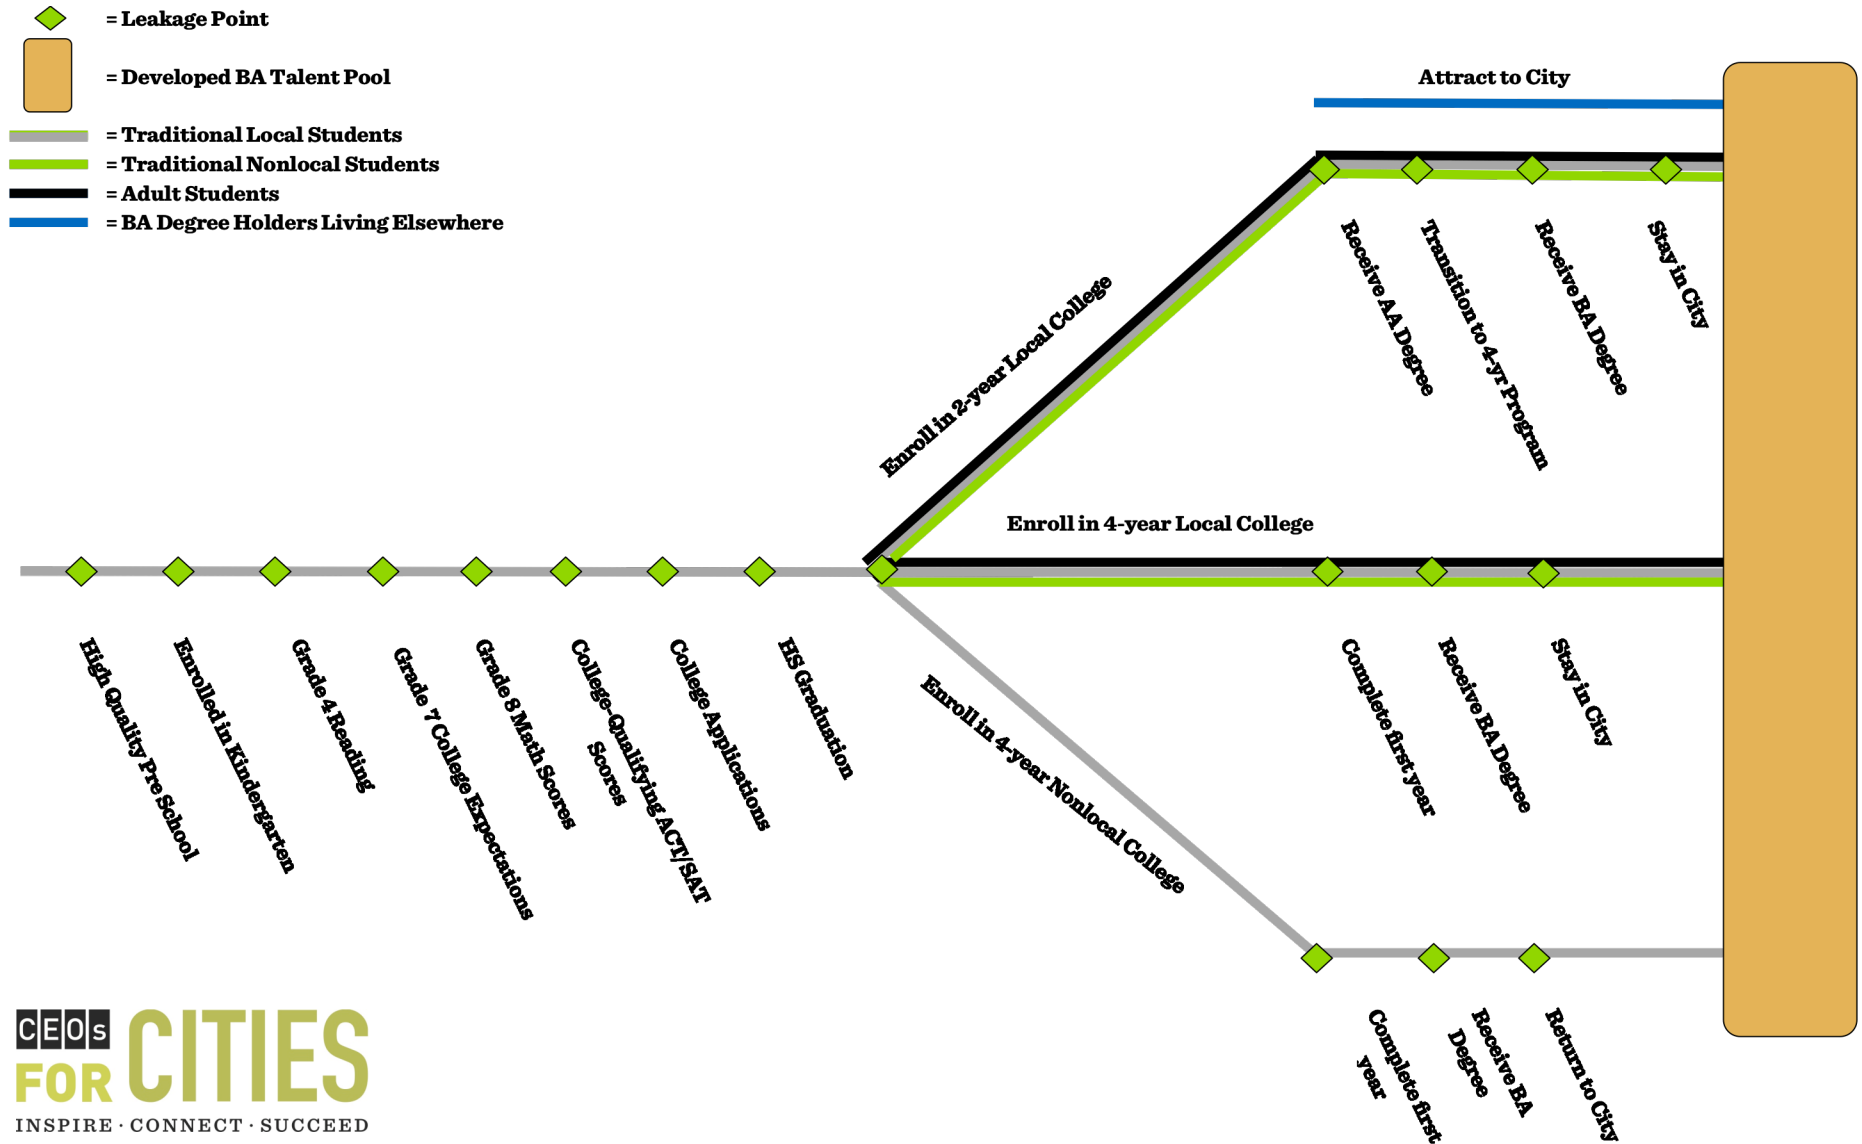 = Leakage Point
= Developed BA Talent Pool
= Traditional Local Students
= Traditional Nonlocal Students
= Adult Students
= BA Degree Holders Living Elsewhere
Attract to City
Enroll in 2-year Local College
Receive AA Degree
Transition to 4-yr Program
Receive BA Degree
Stay in City
Enroll in 4-year Local College
High Quality Pre School
Enrolled in Kindergarten
Grade 4 Reading
Grade 7 College Expectations
Grade 8 Math Scores
College-Qualifying ACT/SAT
Scores
College Applications
HS Graduation
Complete first year
Receive BA Degree
Stay in City
Enroll in 4-year Nonlocal College
Complete first
year
Receive BA
Degree
Return to City
CEOs
FOR
CITIES
INSPIRE · CONNECT · SUCCEED